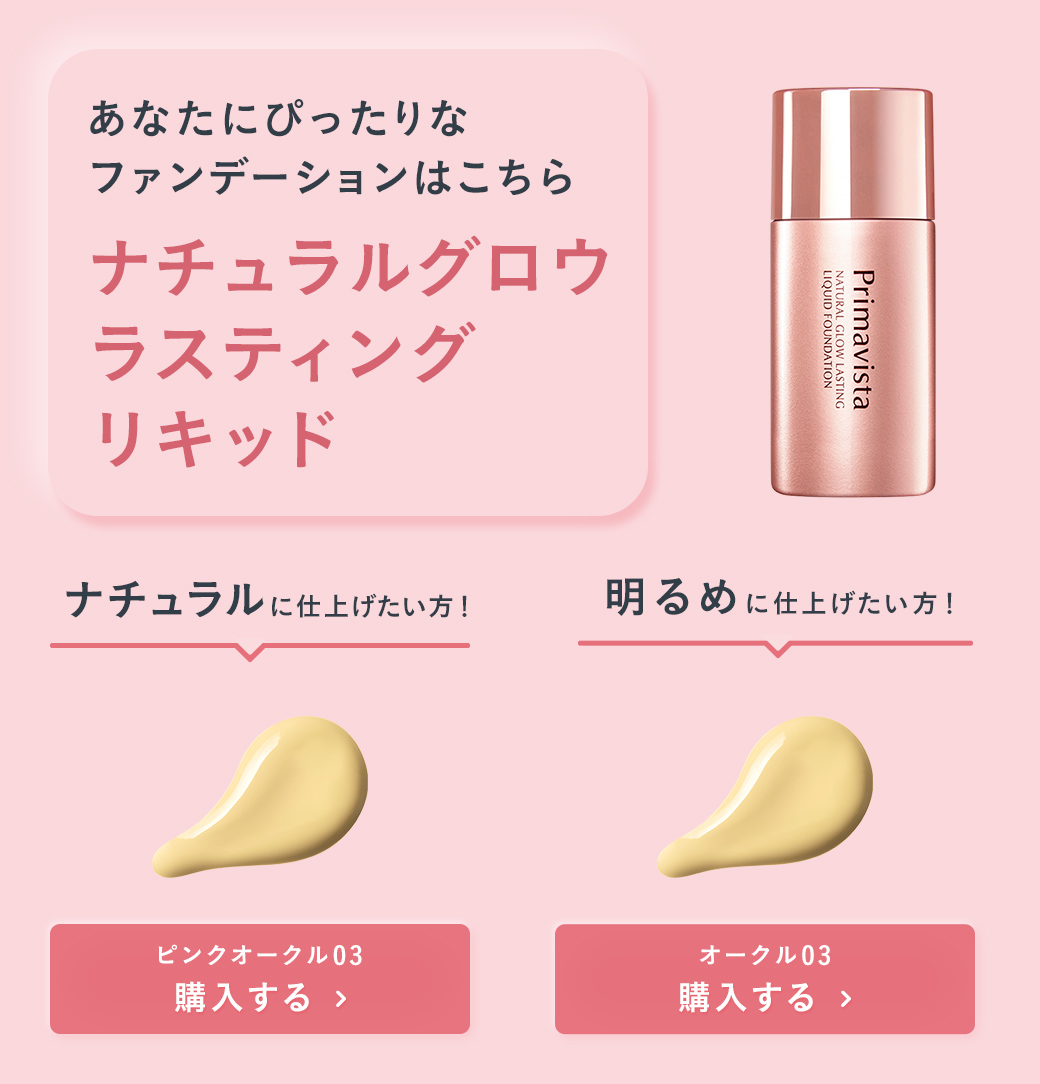 あなたにぴったりな
ファンデーションはこちら
ナチュラルグロウ
ラスティング
リキッド
Primavista
NATURAL GLOW LASTING
LIQUID FOUNDATION
ナチュラルに仕上げたい方！
明るめに仕上げたい方！
ピンクオークル03
購入する >
オークル03
購入する >